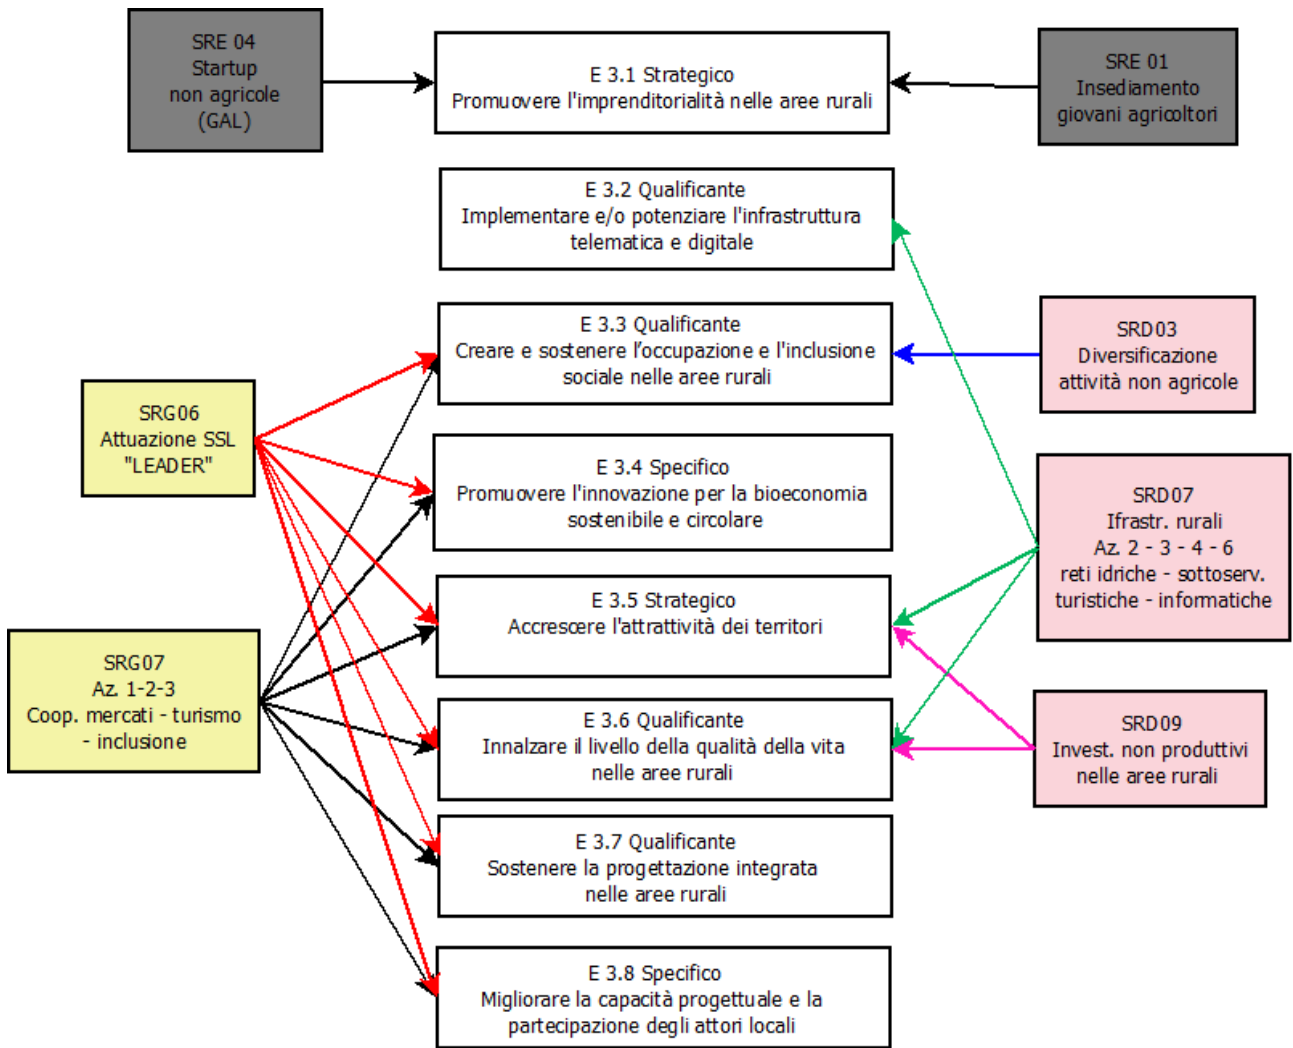 SRE 04
Startup
non agricole
(GAL)
E 3.1 Strategico
Promuovere l'imprenditorialità nelle aree rurali
SRE 01
Insediamento
giovani agricoltori
E 3.2 Qualificante
Implementare e/o potenziare l'infrastruttura
telematica e digitale
E 3.3 Qualificante
Creare e sostenere l’occupazione e l'inclusione
sociale nelle aree rurali
SRD03
Diversificazione
attività non agricole
SRG06
Attuazione SSL
"LEADER"
E 3.4 Specifico
Promuovere l'innovazione per la bioeconomia
sostenibile e circolare
SRD07
Ifrastr. rurali
Az. 2 - 3 - 4 - 6
reti idriche - sottoserv.
turistiche - informatiche
E 3.5 Strategico
Accrescere l'attrattività dei territori
SRG07
Az. 1-2-3
Coop. mercati - turismo
- inclusione
E 3.6 Qualificante
Innalzare il livello della qualità della vita
nelle aree rurali
SRD09
Invest. non produttivi
nelle aree rurali
E 3.7 Qualificante
Sostenere la progettazione integrata
nelle aree rurali
E 3.8 Specifico
Migliorare la capacità progettuale e la
partecipazione degli attori locali